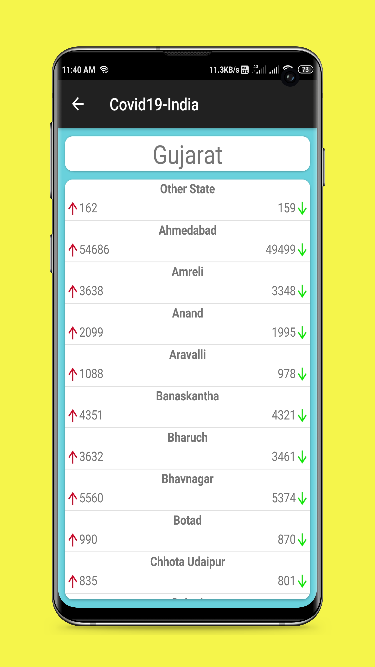 11:40 AM 11.3KB/s 78
Covid19-India
Gujarat
Other State
162 159
Ahmedabad
54686 49499
Amreli
3638 3348
Anand
2099 1995
Aravalli
1088 978
Banaskantha
4351 4321
Bharuch
3632 3461
Bhavnagar
5560 5374
Botad
990 870
Chhota Udaipur
835 801